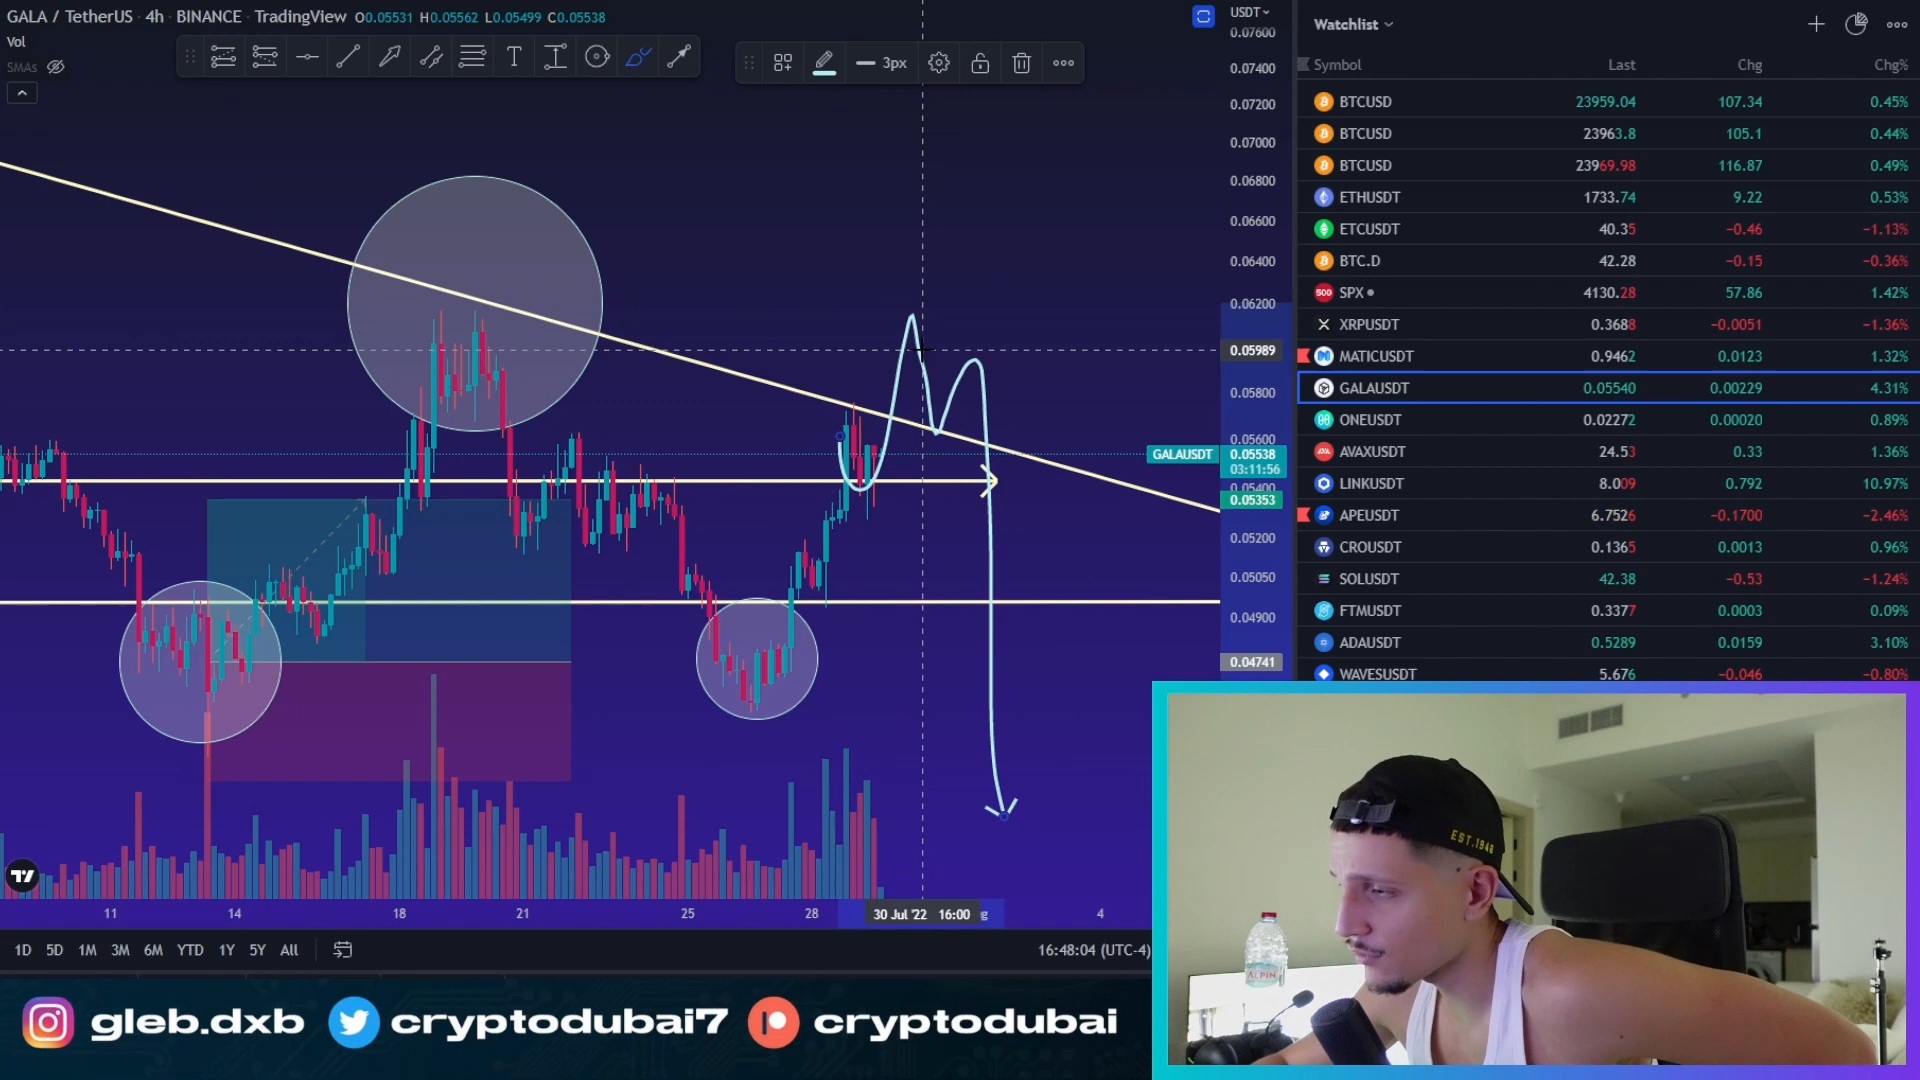 GALA / TetherUS · 4h · BINANCE · TradingView O0.05531 H0.05562 L0.05499 C0.05538
Vol
SMAs
3px
USDT
0.07600
0.07400
0.07200
0.07000
0.06800
0.06600
0.06400
0.06200
0.05989
0.05800
0.05600
GALAUSDT 0.05538
03:11:56
0.05400
0.05353
0.05200
0.05050
0.04900
0.04741
11 14 18 21 25 28 30 Jul '22 16:00 g 4
1D 5D 1M 3M 6M YTD 1Y 5Y All
16:48:04 (UTC-4)
Watchlist
Symbol Last Chg Chg%
BTCUSD 23959.04 107.34 0.45%
BTCUSD 23963.8 105.1 0.44%
BTCUSD 23969.98 116.87 0.49%
ETHUSDT 1733.74 9.22 0.53%
ETCUSDT 40.35 −0.46 −1.13%
BTC.D 42.28 −0.15 −0.36%
500 SPX 4130.28 57.86 1.42%
XRPUSDT 0.3688 −0.0051 −1.36%
MATICUSDT 0.9462 0.0123 1.32%
GALAUSDT 0.05540 0.00229 4.31%
ONEUSDT 0.02272 0.00020 0.89%
AVAXUSDT 24.53 0.33 1.36%
LINKUSDT 8.009 0.792 10.97%
APEUSDT 6.7526 −0.1700 −2.46%
CROUSDT 0.1365 0.0013 0.96%
SOLUSDT 42.38 −0.53 −1.24%
FTMUSDT 0.3377 0.0003 0.09%
ADAUSDT 0.5289 0.0159 3.10%
WAVESUSDT 5.676 −0.046 −0.80%
EST.1946
ALPIN
gleb.dxb cryptodubai7 cryptodubai